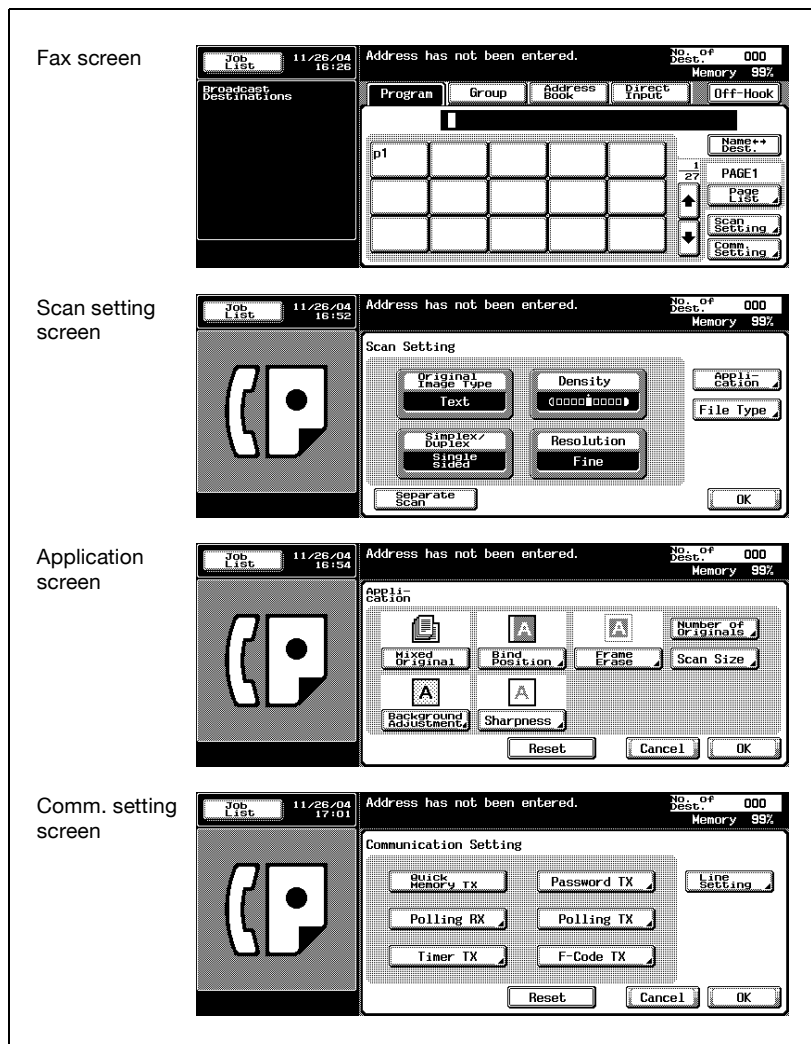 Fax screen
Job List
11/26/04
16:26
Address has not been entered.
No. of Dest.
000
Memory 99%
Broadcast
Destinations
Program
Group
Address Book
Direct Input
Off-Hook
Name↔Dest.
p1
1
27
PAGE1
Page List
Scan Setting
Comm. Setting
Scan setting
screen
Job List
11/26/04
16:52
Address has not been entered.
No. of Dest.
000
Memory 99%
Scan Setting
Original
Image Type
Text
Density
Appli-
cation
File Type
Simplex/
Duplex
Single
sided
Resolution
Fine
Separate
Scan
OK
Application
screen
Job List
11/26/04
16:54
Address has not been entered.
No. of Dest.
000
Memory 99%
Appli-
cation
A
A
Mixed
Original
Bind
Position
Frame
Erase
Number of
Originals
Scan Size
A
A
Background
Adjustment
Sharpness
Reset
Cancel
OK
Comm. setting
screen
Job List
11/26/04
17:01
Address has not been entered.
No. of Dest.
000
Memory 99%
Communication Setting
Quick
Memory TX
Password TX
Line
Setting
Polling RX
Polling TX
Timer TX
F-Code TX
Reset
Cancel
OK